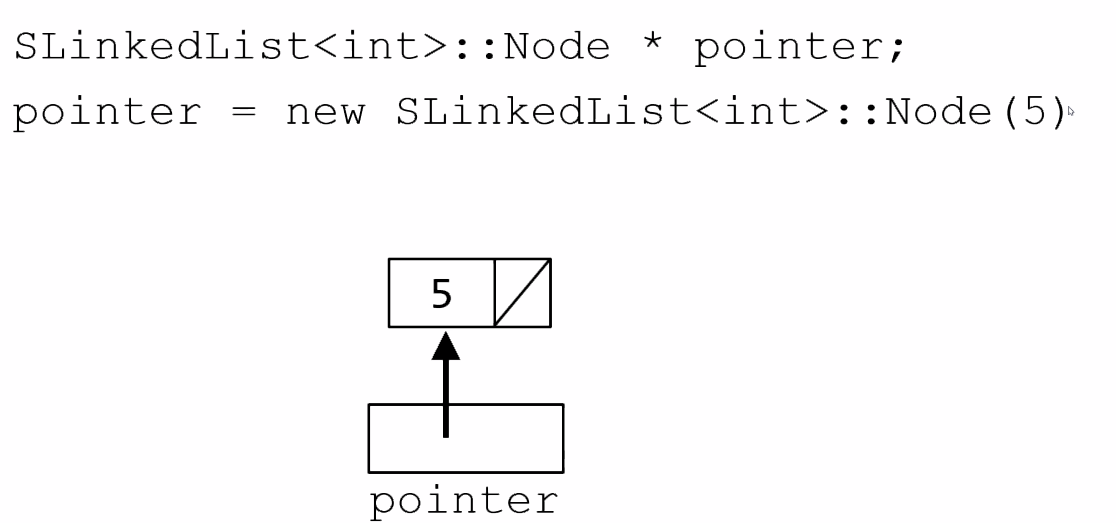 SLinkedList<int>::Node * pointer;
pointer = new SLinkedList<int>::Node(5)
5
pointer